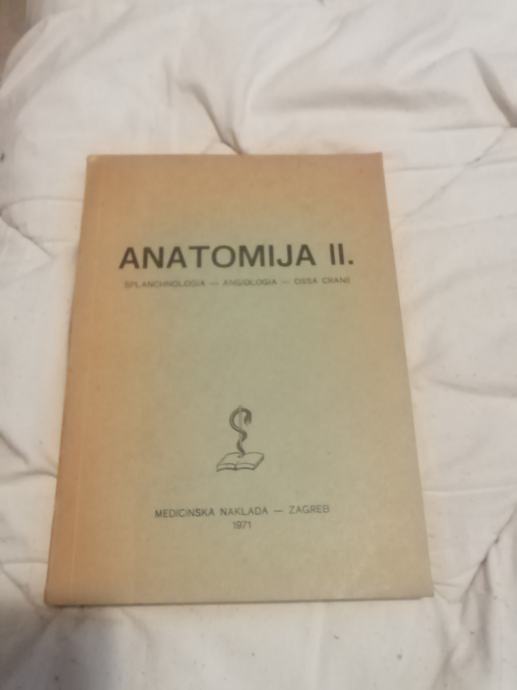 ANATOMIJA II.
SPLANCHNOLOGIA — ANGIOLOGIA — OSSA CRANII
MEDICINSKA NAKLADA — ZAGREB
1971